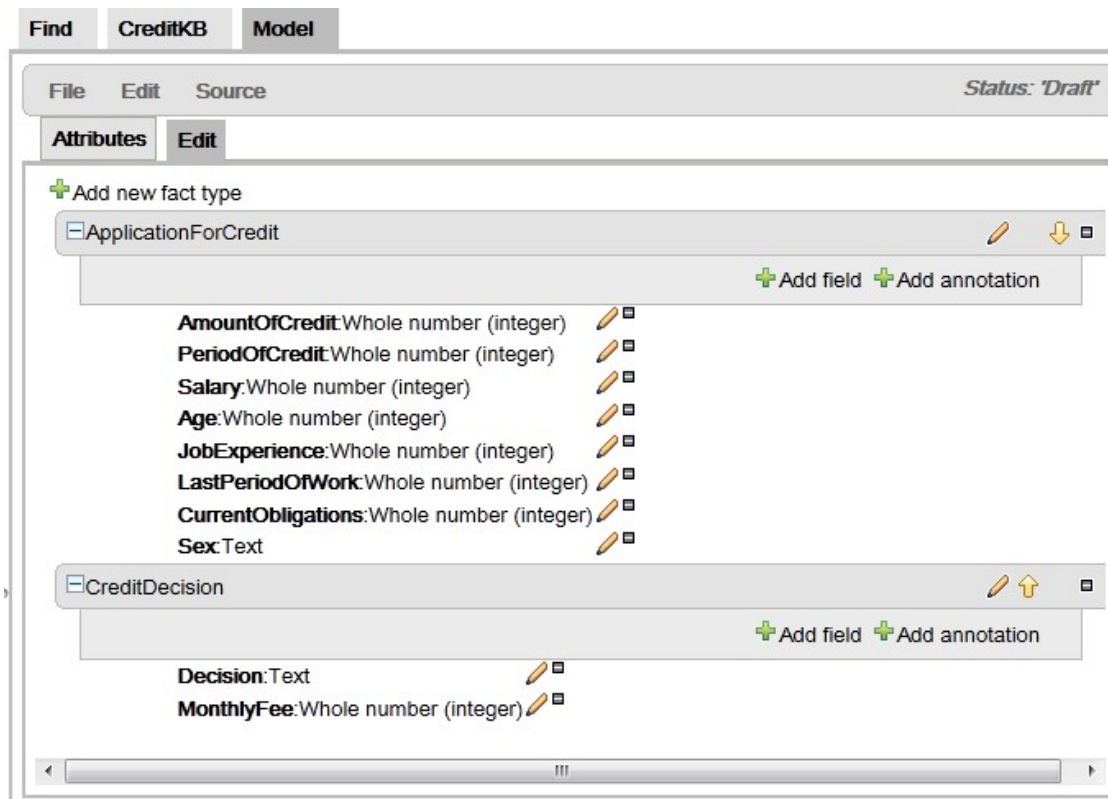 Find CreditKB Model
File Edit Source Status: 'Draft'
Attributes Edit
Add new fact type
ApplicationForCredit
Add field Add annotation
AmountOfCredit:Whole number (integer)
PeriodOfCredit:Whole number (integer)
Salary:Whole number (integer)
Age:Whole number (integer)
JobExperience:Whole number (integer)
LastPeriodOfWork:Whole number (integer)
CurrentObligations:Whole number (integer)
Sex:Text
CreditDecision
Add field Add annotation
Decision:Text
MonthlyFee:Whole number (integer)